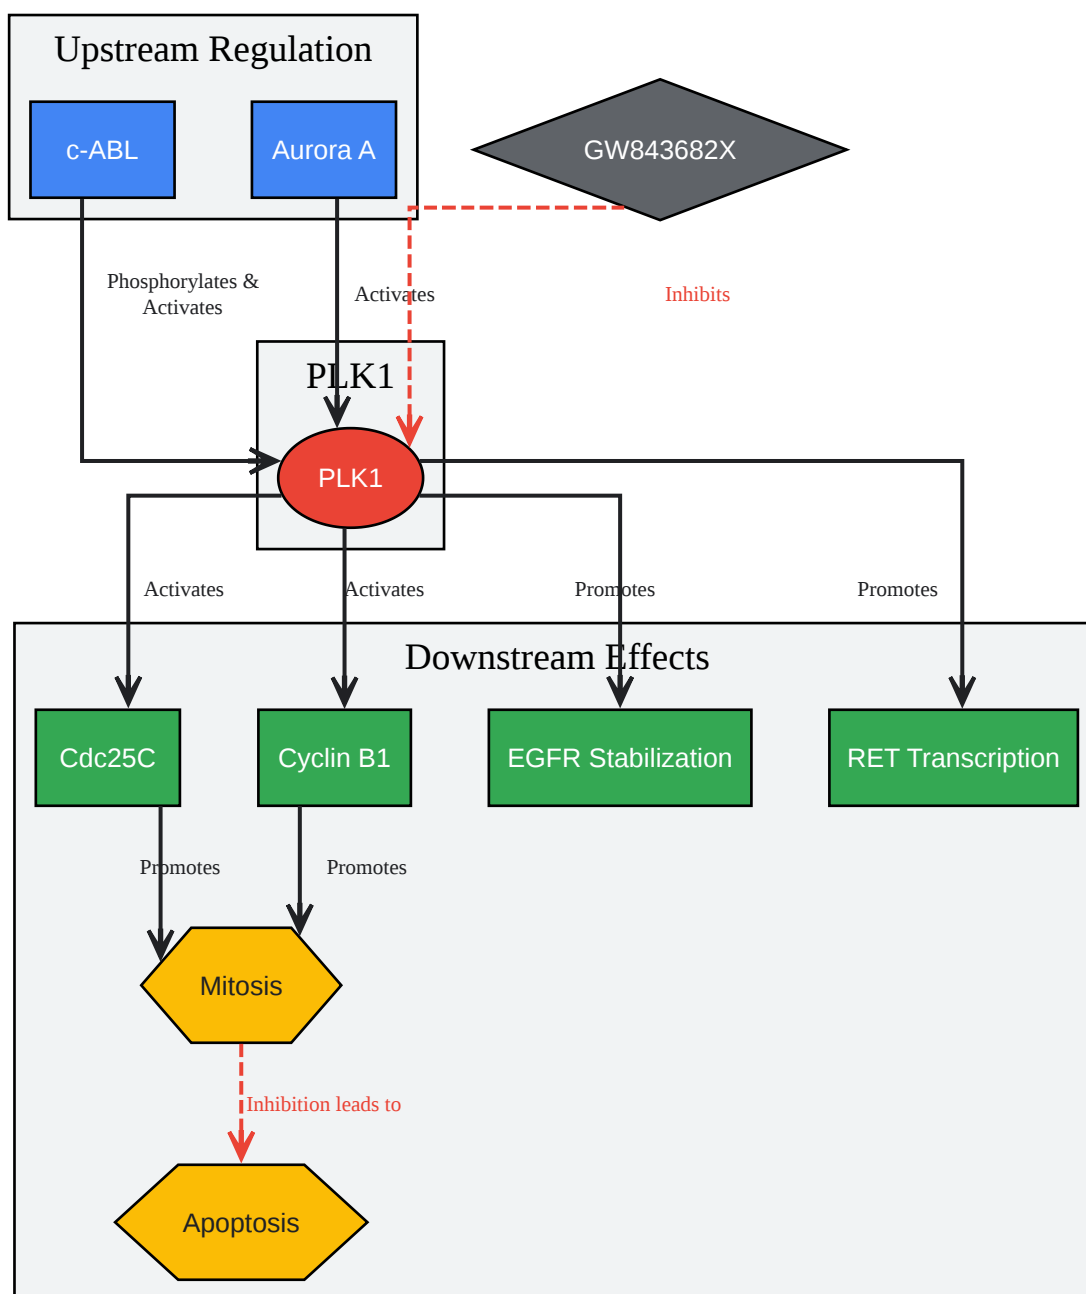 Upstream Regulation
c-ABL
Aurora A
GW843682X
Phosphorylates &
Activates
Activates
Inhibits
PLK1
PLK1
Activates
Activates
Promotes
Promotes
Downstream Effects
Cdc25C
Cyclin B1
EGFR Stabilization
RET Transcription
Promotes
Promotes
Mitosis
Inhibition leads to
Apoptosis